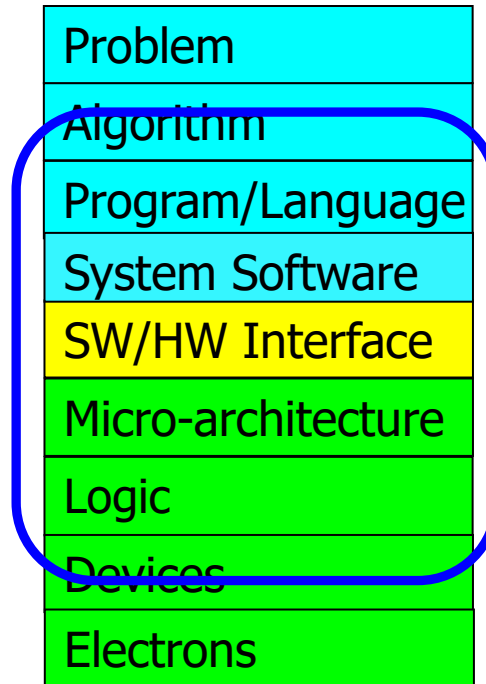 Problem
Algorithm
Program/Language
System Software
SW/HW Interface
Micro-architecture
Logic
Devices
Electrons